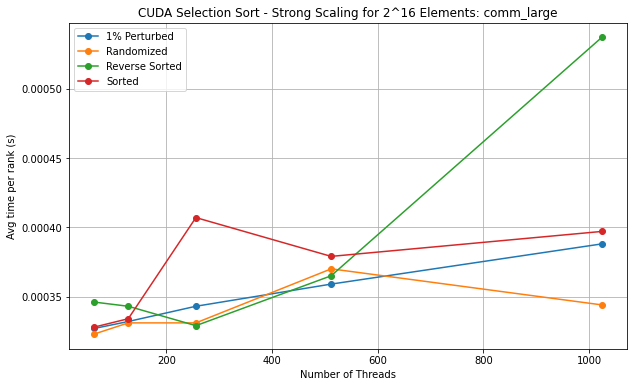 CUDA Selection Sort - Strong Scaling for 2^16 Elements: comm_large
1% Perturbed
Randomized
Reverse Sorted
Sorted
Avg time per rank (s)
0.00050
0.00045
0.00040
0.00035
200
400
600
800
1000
Number of Threads